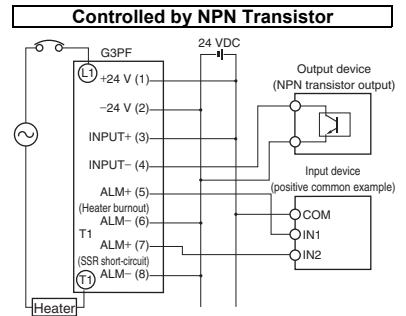 Controlled by NPN Transistor
24 VDC
G3PF
L1
+24 V (1)
−24 V (2)
INPUT+ (3)
INPUT− (4)
ALM+ (5)
(Heater burnout)
ALM− (6)
T1
ALM+ (7)
(SSR short-circuit)
T1
ALM− (8)
Heater
Output device
(NPN transistor output)
Input device
(positive common example)
COM
IN1
IN2